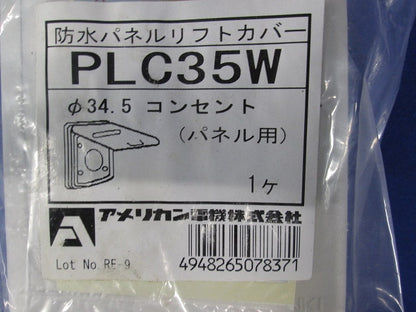 防水パネルリフトカバー
PLC35W
φ34.5 コンセント
(パネル用)
1ヶ
アメリカン電機株式会社
Lot No. RE-9
4948265078371